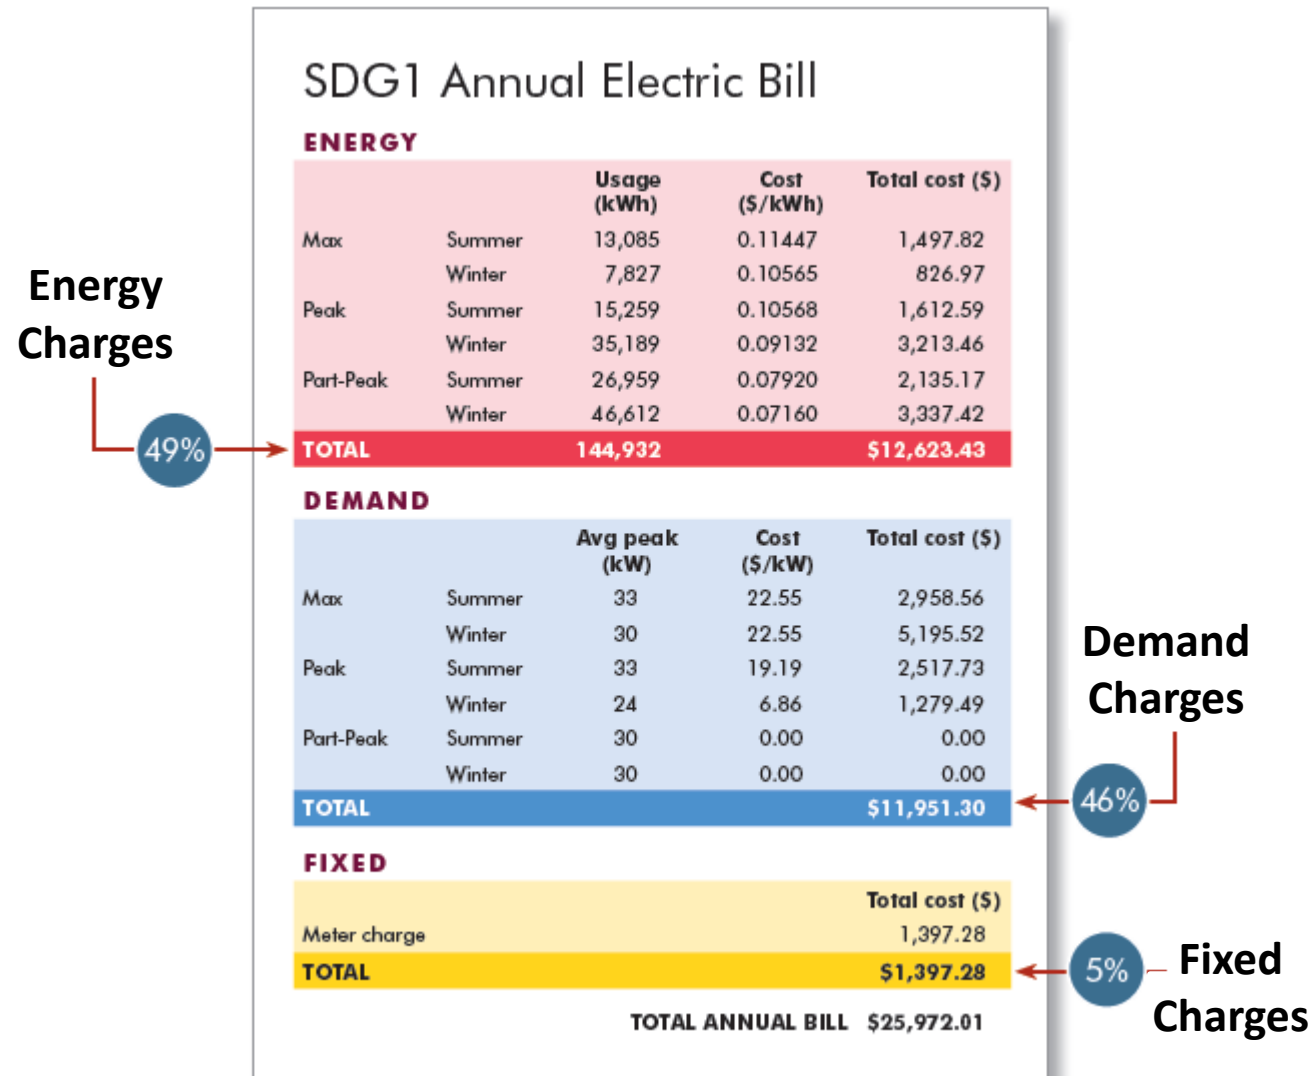 SDG1 Annual Electric Bill
ENERGY
Usage (kWh) Cost ($/kWh) Total cost ($)
Max Summer 13,085 0.11447 1,497.82
Winter 7,827 0.10565 826.97
Peak Summer 15,259 0.10568 1,612.59
Winter 35,189 0.09132 3,213.46
Part-Peak Summer 26,959 0.07920 2,135.17
Winter 46,612 0.07160 3,337.42
TOTAL 144,932 $12,623.43
Energy
Charges
49%
DEMAND
Avg peak (kW) Cost ($/kW) Total cost ($)
Max Summer 33 22.55 2,958.56
Winter 30 22.55 5,195.52
Peak Summer 33 19.19 2,517.73
Winter 24 6.86 1,279.49
Part-Peak Summer 30 0.00 0.00
Winter 30 0.00 0.00
TOTAL $11,951.30
Demand
Charges
46%
FIXED
Total cost ($)
Meter charge 1,397.28
TOTAL $1,397.28
5%
Fixed
Charges
TOTAL ANNUAL BILL $25,972.01